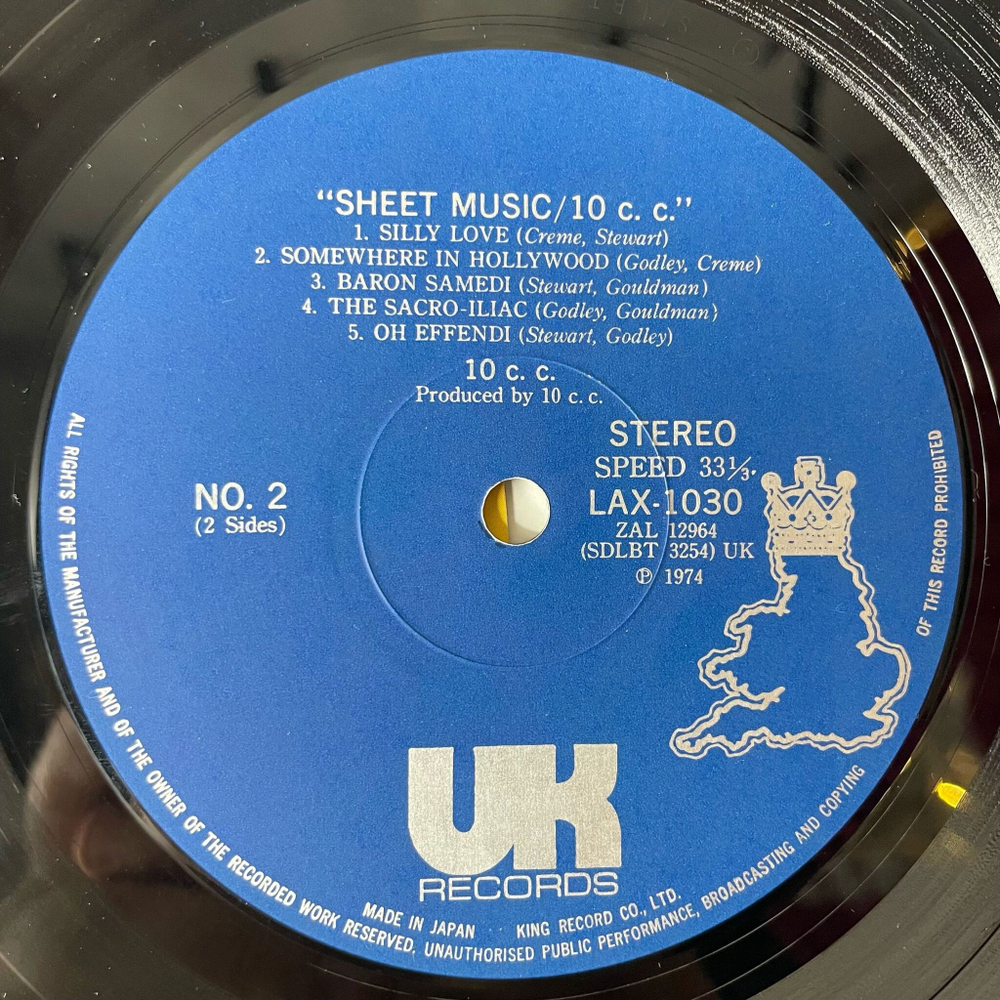 “SHEET MUSIC/10 c. c.”
1. SILLY LOVE (Creme, Stewart)
2. SOMEWHERE IN HOLLYWOOD (Godley, Creme)
3. BARON SAMEDI (Stewart, Gouldman)
4. THE SACRO-ILIAC (Godley, Gouldman)
5. OH EFFENDI (Stewart, Godley)
10 c. c.
Produced by 10 c. c.
NO. 2
(2 Sides)
STEREO
SPEED 33⅓.
LAX-1030
ZAL 12964
(SDLBT 3254) UK
Ⓟ 1974
UK
RECORDS
MADE IN JAPAN · · KING RECORD CO., LTD.
ALL RIGHTS OF THE MANUFACTURER AND OF THE OWNER OF THE RECORDED WORK RESERVED. UNAUTHORISED PUBLIC PERFORMANCE, BROADCASTING AND COPYING OF THIS RECORD PROHIBITED